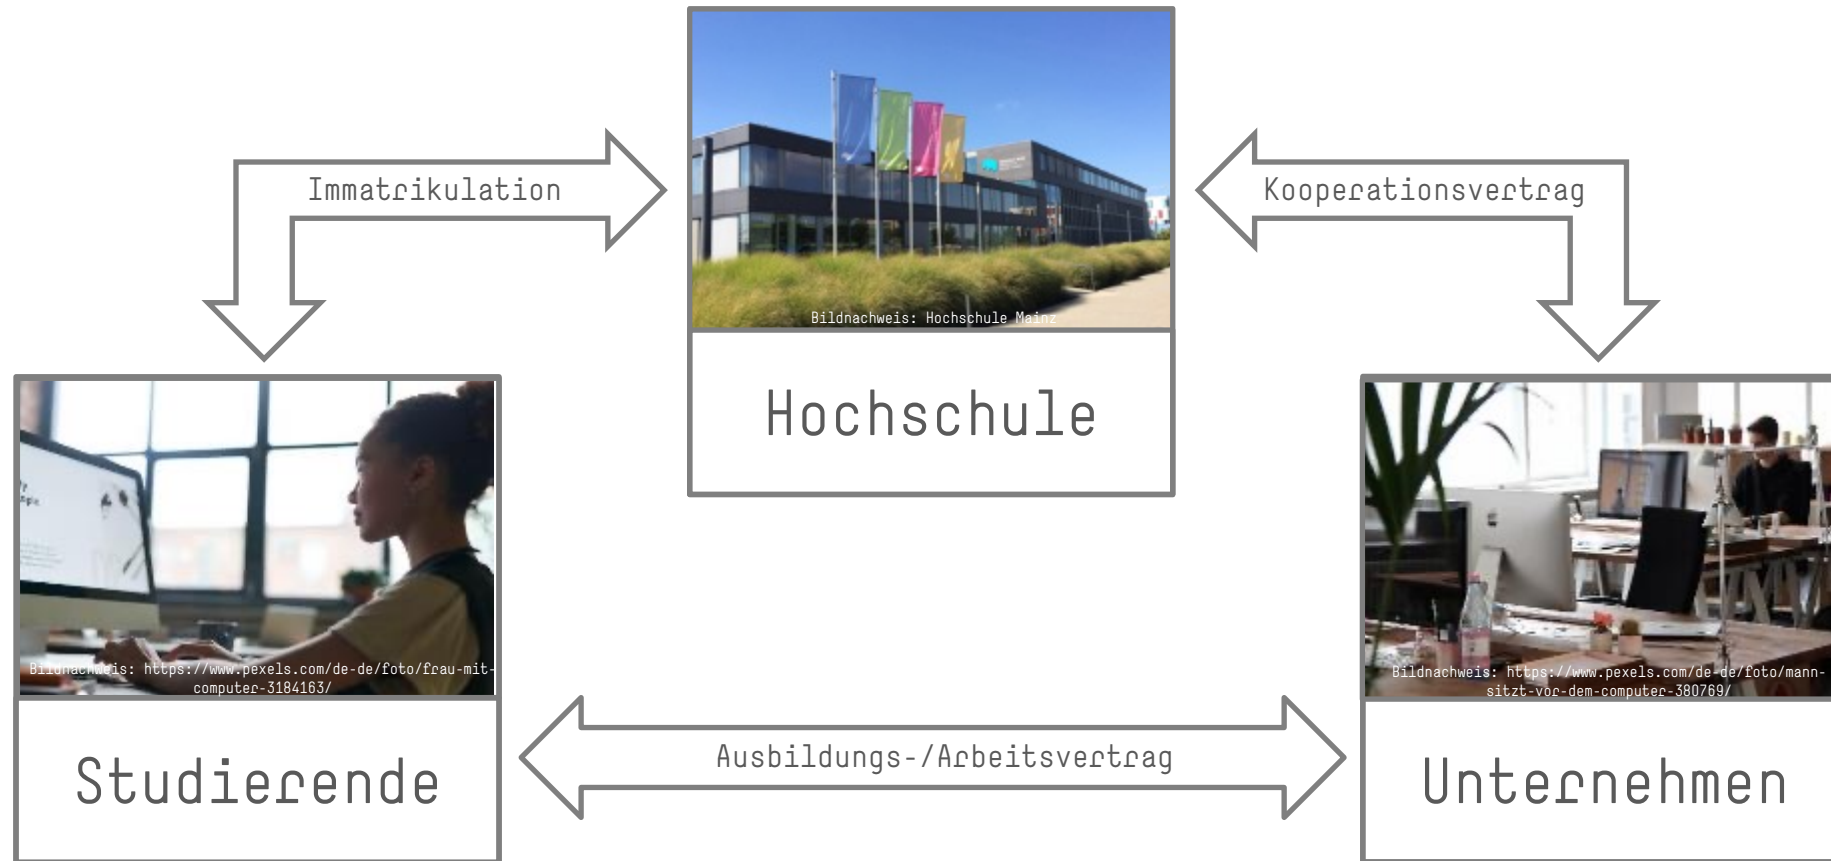 Immatrikulation
Kooperationsvertrag
Bildnachweis: Hochschule Mainz
Hochschule
Bildnachweis: https://www.pexels.com/de-de/foto/frau-mit-
computer-3184163/
Studierende
Ausbildungs-/Arbeitsvertrag
Bildnachweis: https://www.pexels.com/de-de/foto/mann-
sitzt-vor-dem-computer-380769/
Unternehmen